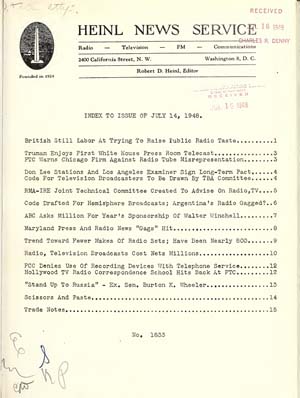 RECEIVED
HEINL NEWS SERVICE
CHARLES R. DENNY
Radio — Television — FM — Communications
2400 California Street, N. W.
Washington 8, D. C.
Founded in 1924
Robert D. Heinl, Editor
RECEIVED
INDEX TO ISSUE OF JULY 14, 1948.
British Still Labor At Trying To Raise Public Radio Taste..........1
Truman Enjoys First White House Press Room Telecast................3
FTC Warns Chicago Firm Against Radio Tube Misrepresentation........3
Don Lee Stations And Los Angeles Examiner Sign Long-Term Pact......4
Code For Television Broadcasters To Be Drawn By TBA Committee......4
RMA-IRE Joint Technical Committee Created To Advise On Radio,TV....5
Code Drafted For Hemisphere Broadcasts; Argentina's Radio Gagged?..6
ABC Asks Million For Year's Sponsorship Of Walter Winchell.........7
Maryland Press And Radio News "Gags" Hit...........................8
Trend Toward Fewer Makes Of Radio Sets; Have Been Nearly 800.......9
Radio, Television Broadcasts Cost Nets Millions...................10
FCC Denies Use Of Recording Devices With Telephone Service........12
Hollywood TV Radio Correspondence School Hits Back At FTC.........12
"Stand Up To Russia" - Ex. Sen. Burton K. Wheeler.................13
Scissors And Paste................................................14
Trade Notes.......................................................15
No. 1833